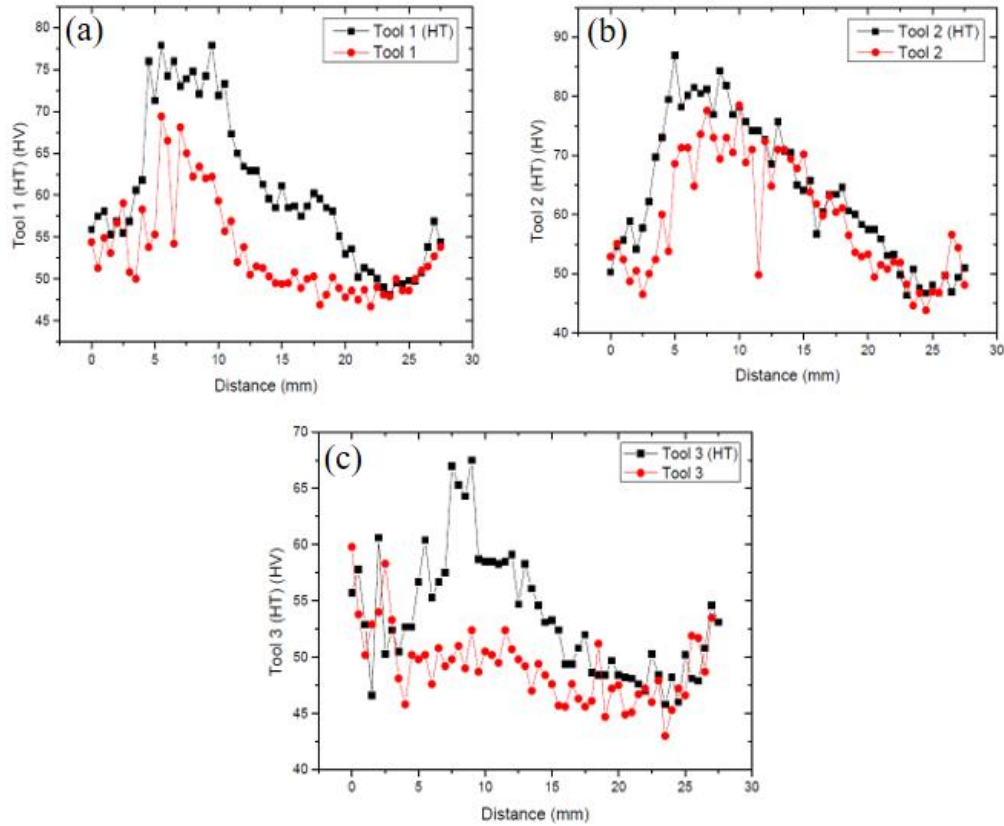 (a)
Tool 1 (HT)
Tool 1
Tool 1 (HT) (HV)
80
75
70
65
60
55
50
45
0 5 10 15 20 25 30
Distance (mm)
(b)
Tool 2 (HT)
Tool 2
Tool 2 (HT) (HV)
90
80
70
60
50
40
0 5 10 15 20 25 30
Distance (mm)
(c)
Tool 3 (HT)
Tool 3
Tool 3 (HT) (HV)
70
65
60
55
50
45
40
0 5 10 15 20 25 30
Distance (mm)